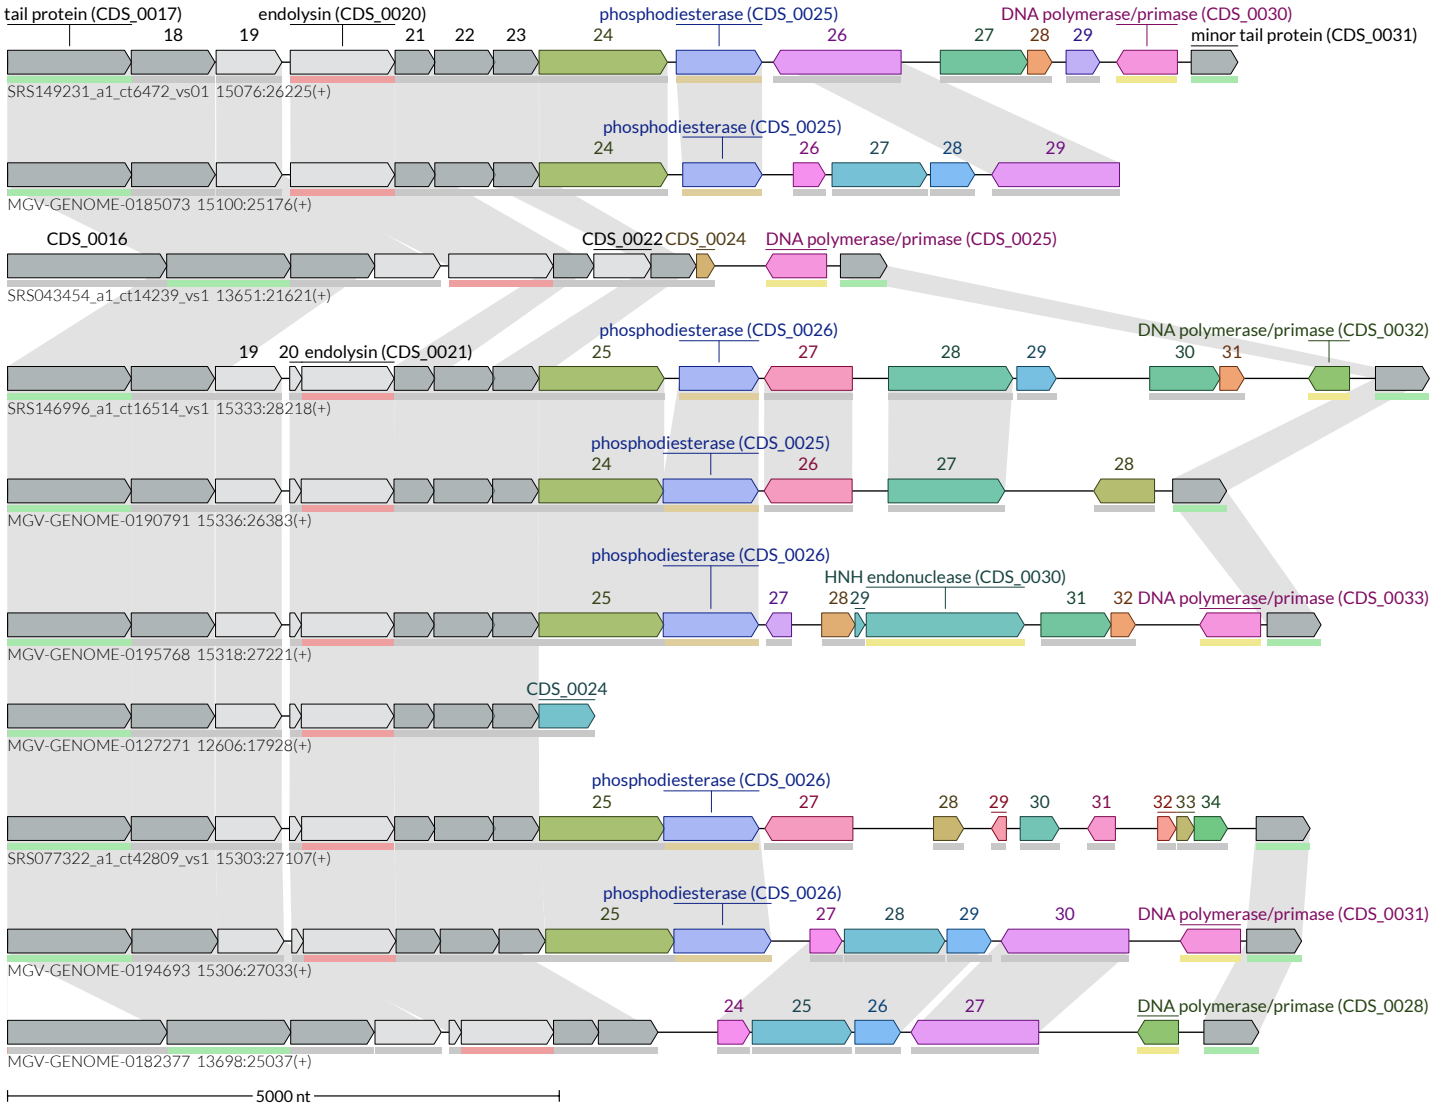 tail protein (CDS_0017) endolysin (CDS_0020) phosphodiesterase (CDS_0025) DNA polymerase/primase (CDS_0030)
18 19 21 22 23 24 26 27 28 29 minor tail protein (CDS_0031)
SRS149231_a1_ct6472_vs01 15076:26225(+)
phosphodiesterase (CDS_0025)
24 26 27 28 29
MGV-GENOME-0185073 15100:25176(+)
CDS_0016 CDS_0022 CDS_0024 DNA polymerase/primase (CDS_0025)
SRS043454_a1_ct14239_vs1 13651:21621(+)
phosphodiesterase (CDS_0026) DNA polymerase/primase (CDS_0032)
19 20 endolysin (CDS_0021) 25 27 28 29 30 31
SRS146996_a1_ct16514_vs1 15333:28218(+)
phosphodiesterase (CDS_0025)
24 26 27 28
MGV-GENOME-0190791 15336:26383(+)
phosphodiesterase (CDS_0026)
HNH endonuclease (CDS_0030)
25 27 28 29 31 32 DNA polymerase/primase (CDS_0033)
MGV-GENOME-0195768 15318:27221(+)
CDS_0024
MGV-GENOME-0127271 12606:17928(+)
phosphodiesterase (CDS_0026)
25 27 28 29 30 31 32 33 34
SRS077322_a1_ct42809_vs1 15303:27107(+)
phosphodiesterase (CDS_0026)
25 27 28 29 30 DNA polymerase/primase (CDS_0031)
MGV-GENOME-0194693 15306:27033(+)
24 25 26 27 DNA polymerase/primase (CDS_0028)
MGV-GENOME-0182377 13698:25037(+)
5000 nt